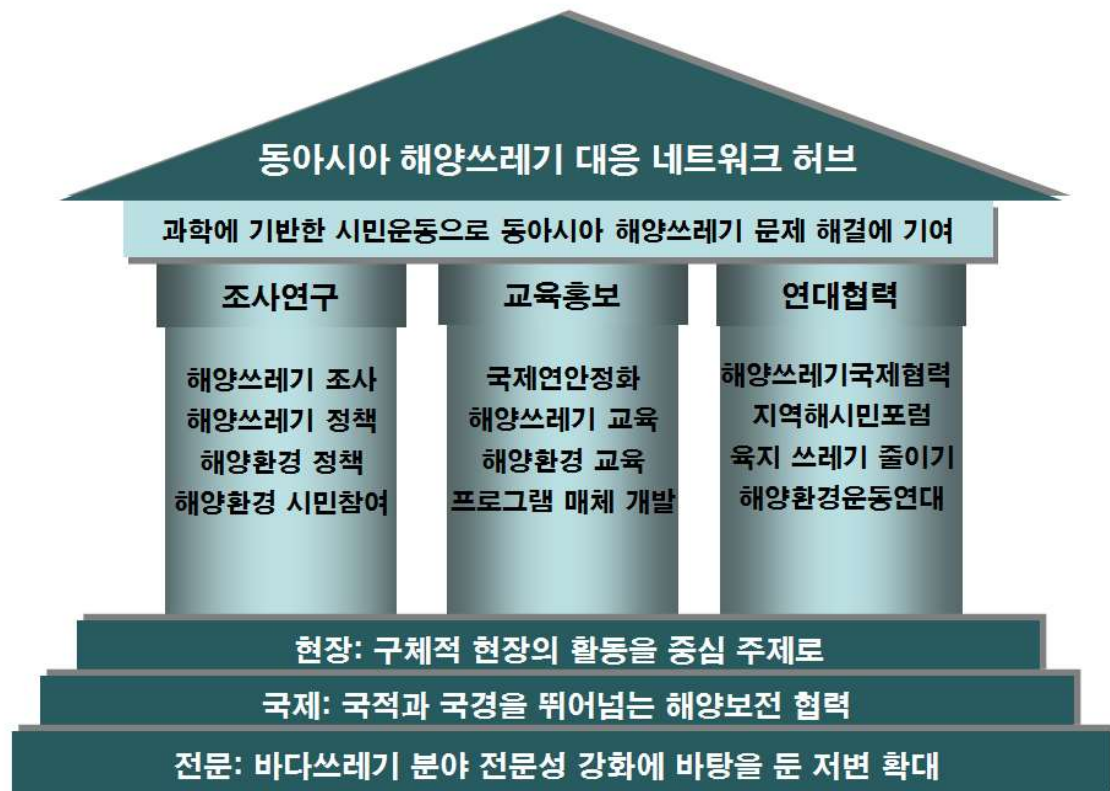 동아시아 해양쓰레기 대응 네트워크 허브
과학에 기반한 시민운동으로 동아시아 해양쓰레기 문제 해결에 기여
조사연구
해양쓰레기 조사
해양쓰레기 정책
해양환경 정책
해양환경 시민참여
교육홍보
국제연안정화
해양쓰레기 교육
해양환경 교육
프로그램 매체 개발
연대협력
해양쓰레기국제협력
지역해시민포럼
육지 쓰레기 줄이기
해양환경운동연대
현장: 구체적 현장의 활동을 중심 주제로
국제: 국적과 국경을 뛰어넘는 해양보전 협력
전문: 바다쓰레기 분야 전문성 강화에 바탕을 둔 저변 확대